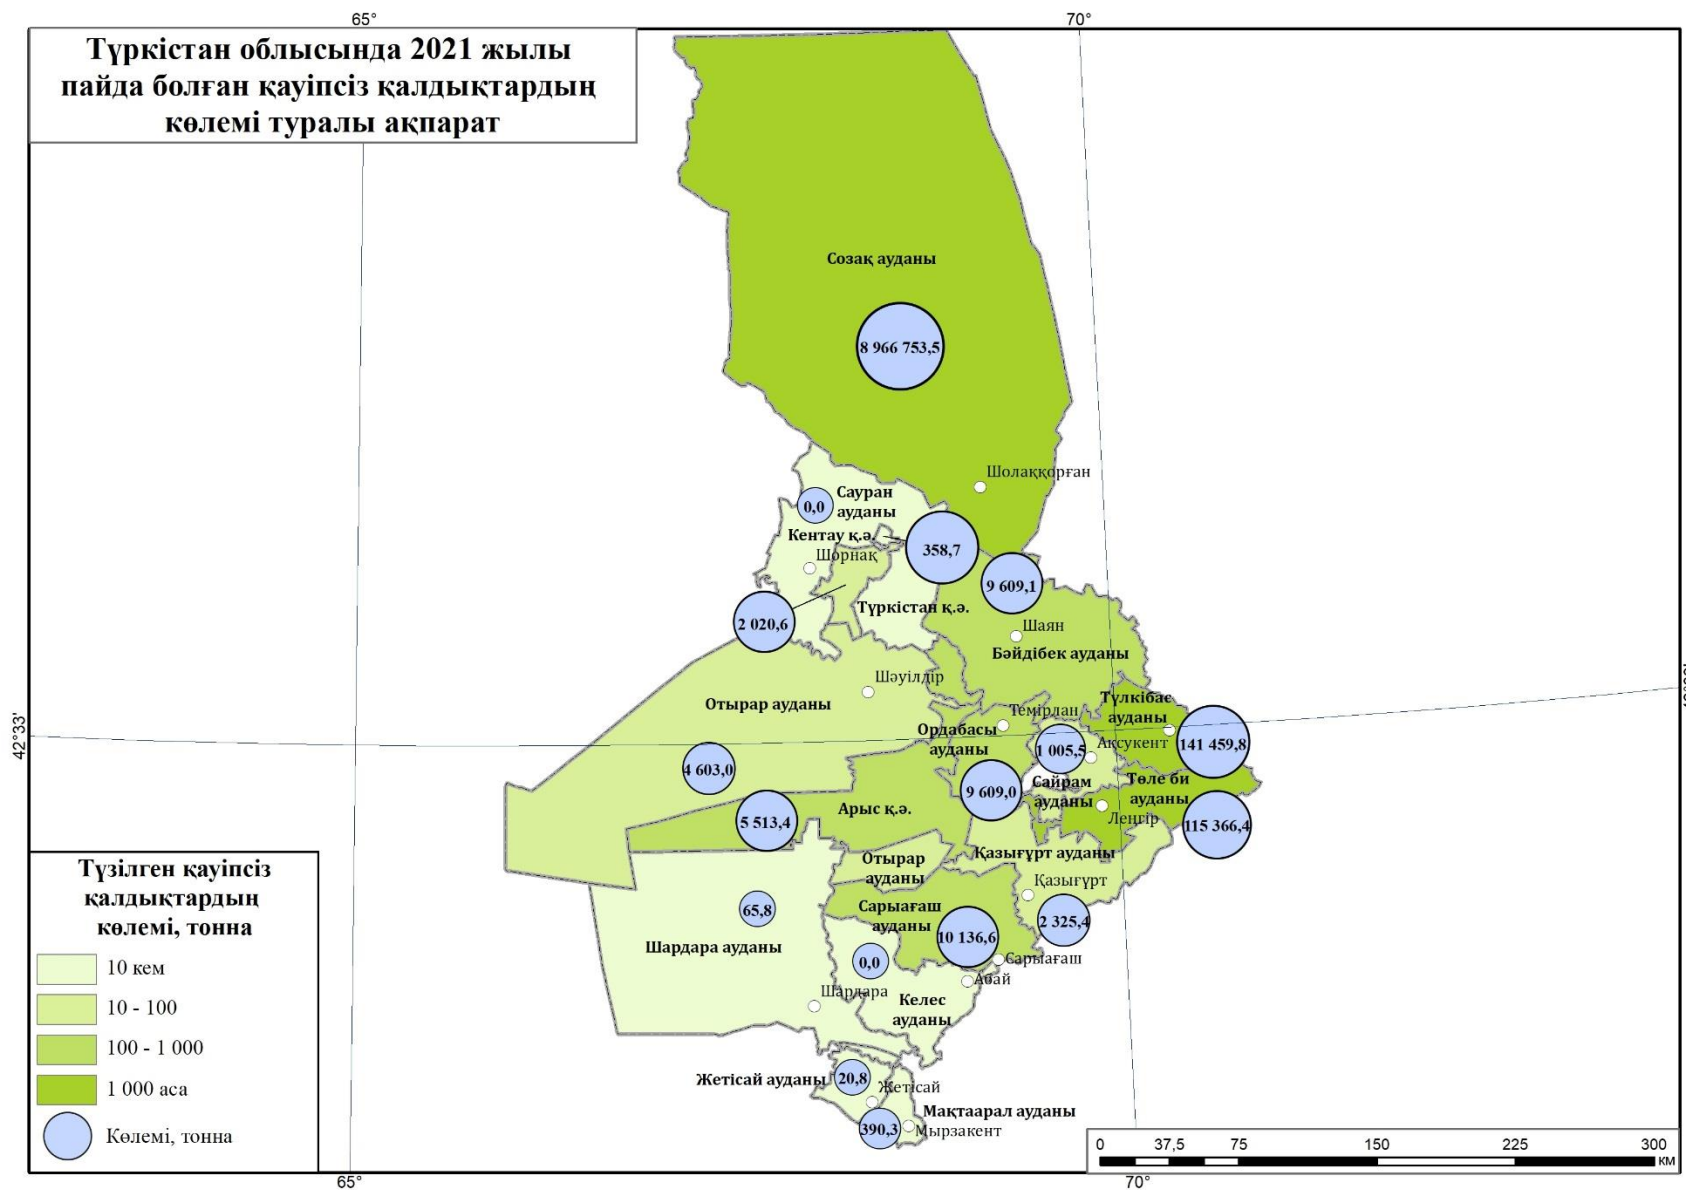 65°
70°
Түркістан облысында 2021 жылы
пайда болған қауіпсіз қалдықтардың
көлемі туралы ақпарат
Созақ ауданы
8 966 753,5
Шолаққорған
Сауран
ауданы
0,0
Кентау қ.ә.
358,7
Шорнақ
9 609,1
Түркістан қ.ә.
2 020,6
Шаян
Бәйдібек ауданы
Шәуілдір
Отырар ауданы
Түлкібас
ауданы
Темірлан
Ордабасы
ауданы
1 005,5
Ақсукент
141 459,8
42°33'
4 603,0
9 609,0
Сайрам
ауданы
Төле би
ауданы
Арыс қ.ә.
5 513,4
Леңгір
115 366,4
Отырар
ауданы
Қазығұрт ауданы
Қазығұрт
65,8
Сарыағаш
ауданы
2 325,4
10 136,6
Шардара ауданы
0,0
Сарыағаш
Абай
Шардара
Келес
ауданы
Жетісай ауданы
20,8
Жетісай
Мақтаарал ауданы
390,3
Мырзакент
Түзілген қауіпсіз
қалдықтардың
көлемі, тонна
10 кем
10 - 100
100 - 1 000
1 000 аса
Көлемі, тонна
0 37,5 75 150 225 300
км
65°
70°